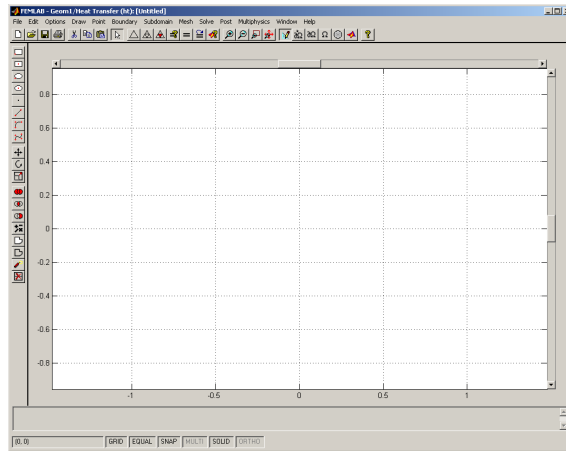 FEMLAB - Geom1/Heat Transfer (ht): [Untitled]
File Edit Options Draw Point Boundary Subdomain Mesh Solve Post Multiphysics Window Help
0.8
0.6
0.4
0.2
0
-0.2
-0.4
-0.6
-0.8
-1 -0.5 0 0.5 1
(0, 0) GRID EQUAL SNAP MULTI SOLID ORTHO